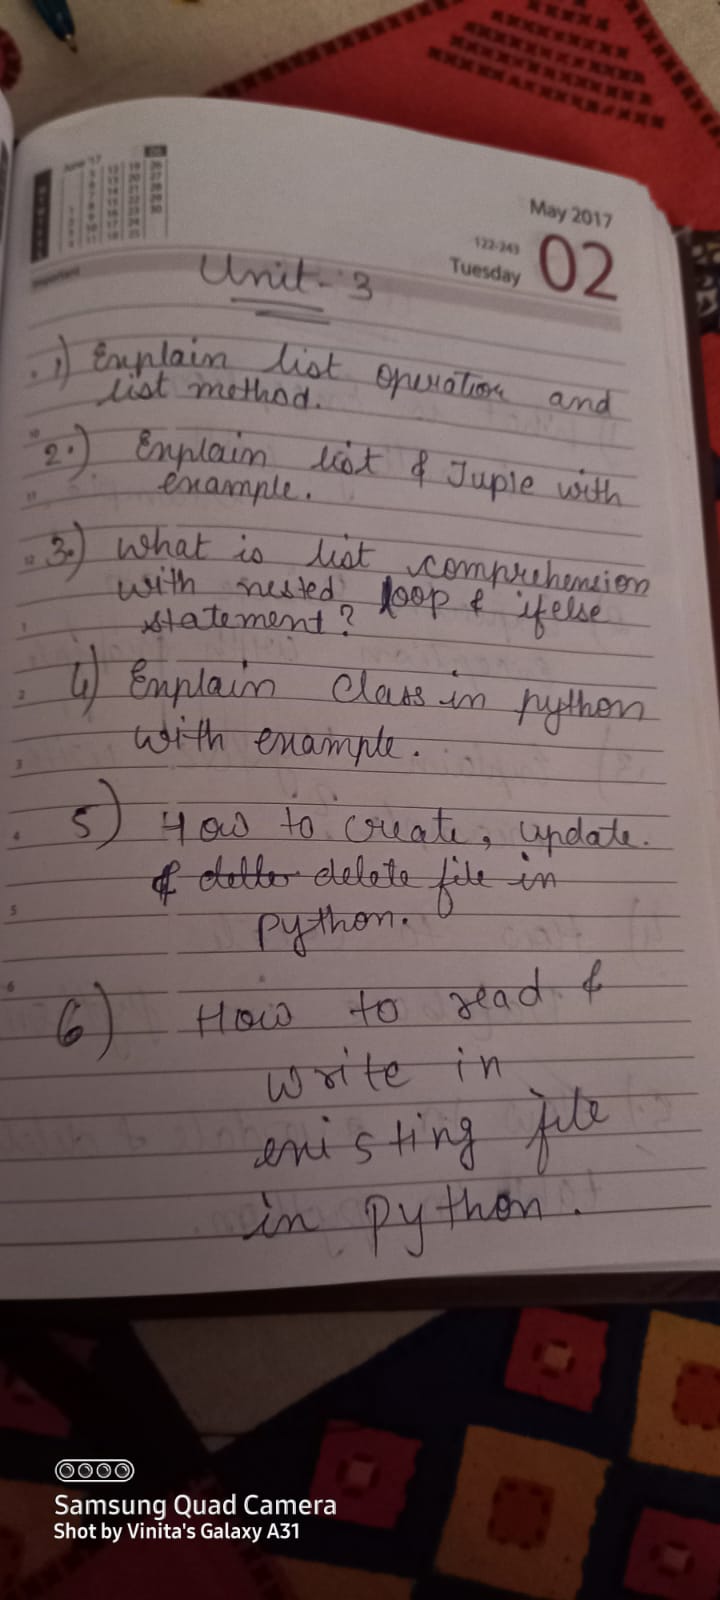 June '17
May 2017
122-243
Tuesday
02
Important
Unit - 3
1) Explain list operation and
list method.
2.) Explain list & Tuple with
example.
3.) What is list comprehension
with nested loop & ifelse
statement?
4) Explain Class in python
with example.
5) How to create, update.
& delete file in
python.
6) How to read &
write in
existing file
in python.
Samsung Quad Camera
Shot by Vinita's Galaxy A31